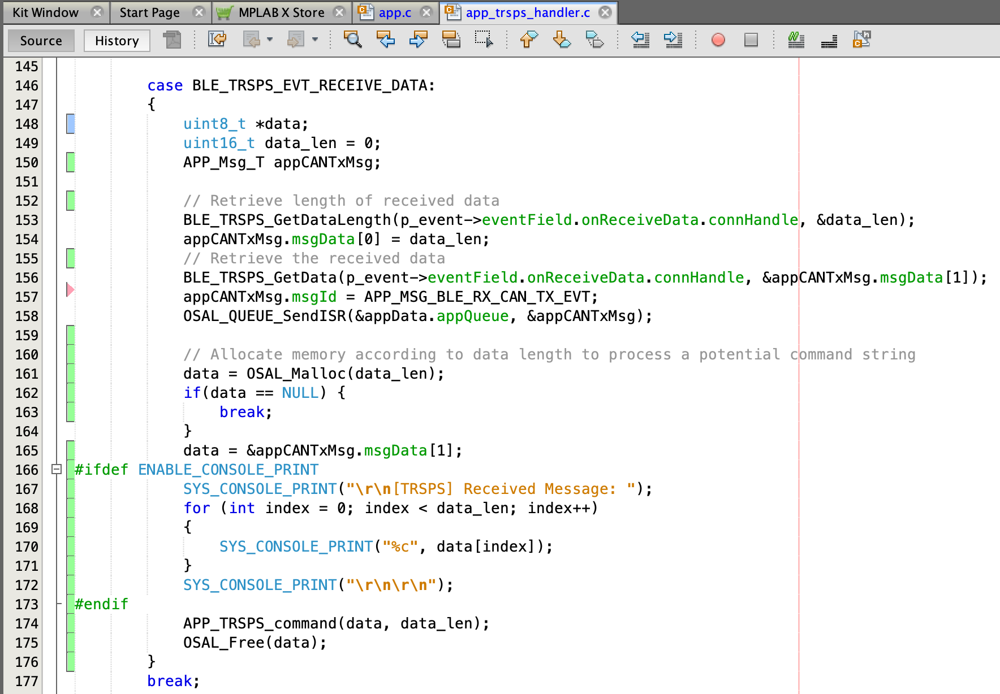 Kit Window Start Page MPLAB X Store app.c app_trsps_handler.c
Source History
145
146         case BLE_TRSPS_EVT_RECEIVE_DATA:
147         {
148             uint8_t *data;
149             uint16_t data_len = 0;
150             APP_Msg_T appCANTxMsg;
151
152             // Retrieve length of received data
153             BLE_TRSPS_GetDataLength(p_event->eventField.onReceiveData.connHandle, &data_len);
154             appCANTxMsg.msgData[0] = data_len;
155             // Retrieve the received data
156             BLE_TRSPS_GetData(p_event->eventField.onReceiveData.connHandle, &appCANTxMsg.msgData[1]);
157             appCANTxMsg.msgId = APP_MSG_BLE_RX_CAN_TX_EVT;
158             OSAL_QUEUE_SendISR(&appData.appQueue, &appCANTxMsg);
159
160             // Allocate memory according to data length to process a potential command string
161             data = OSAL_Malloc(data_len);
162             if(data == NULL) {
163                 break;
164             }
165             data = &appCANTxMsg.msgData[1];
166 #ifdef ENABLE_CONSOLE_PRINT
167             SYS_CONSOLE_PRINT("\r\n[TRSPS] Received Message: ");
168             for (int index = 0; index < data_len; index++)
169             {
170                 SYS_CONSOLE_PRINT("%c", data[index]);
171             }
172             SYS_CONSOLE_PRINT("\r\n\r\n");
173 #endif
174             APP_TRSPS_command(data, data_len);
175             OSAL_Free(data);
176         }
177         break;